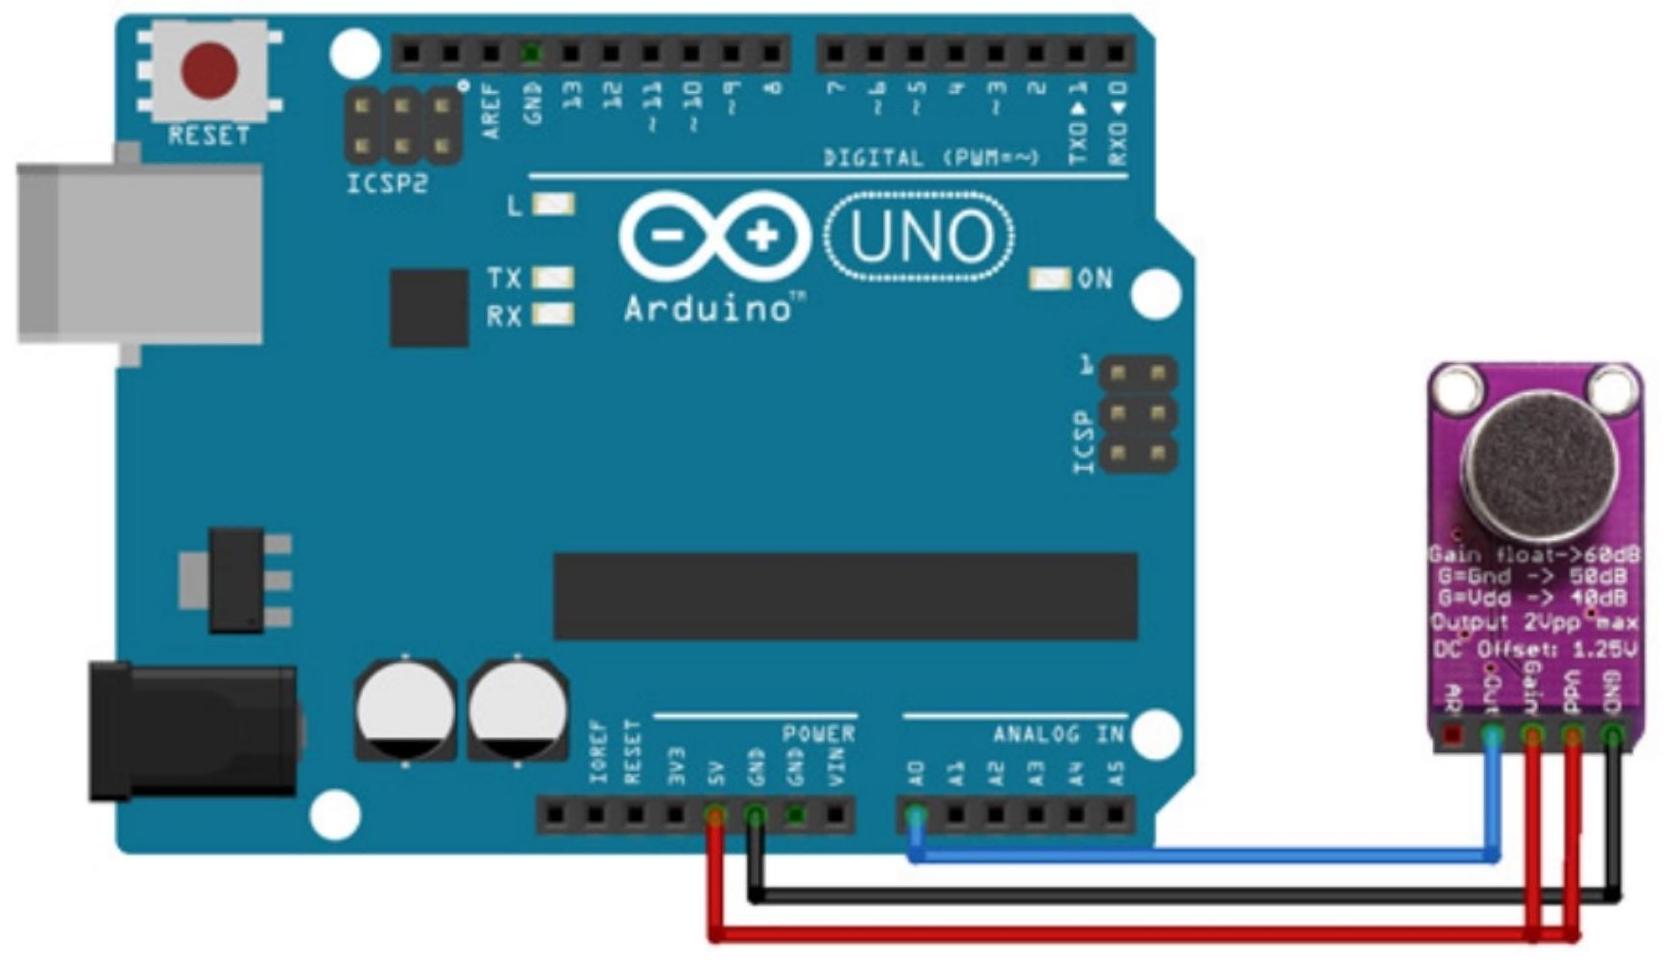 RESET
ICSP2
AREF
GND
13
12
~11
~10
~9
8
7
~6
~5
4
~3
2
TX0▶1
RX0◀0
DIGITAL (PWM=~)
L
TX
RX
- +
UNO
Arduino™
ON
1
ICSP
Gain float->60dB
G=Gnd -> 50dB
G=Vdd -> 40dB
Output 2Vpp max
DC Offset: 1.25V
AR
Out
Gain
Vdd
GND
POWER
ANALOG IN
IOREF
RESET
3V3
5V
GND
GND
VIN
A0
A1
A2
A3
A4
A5